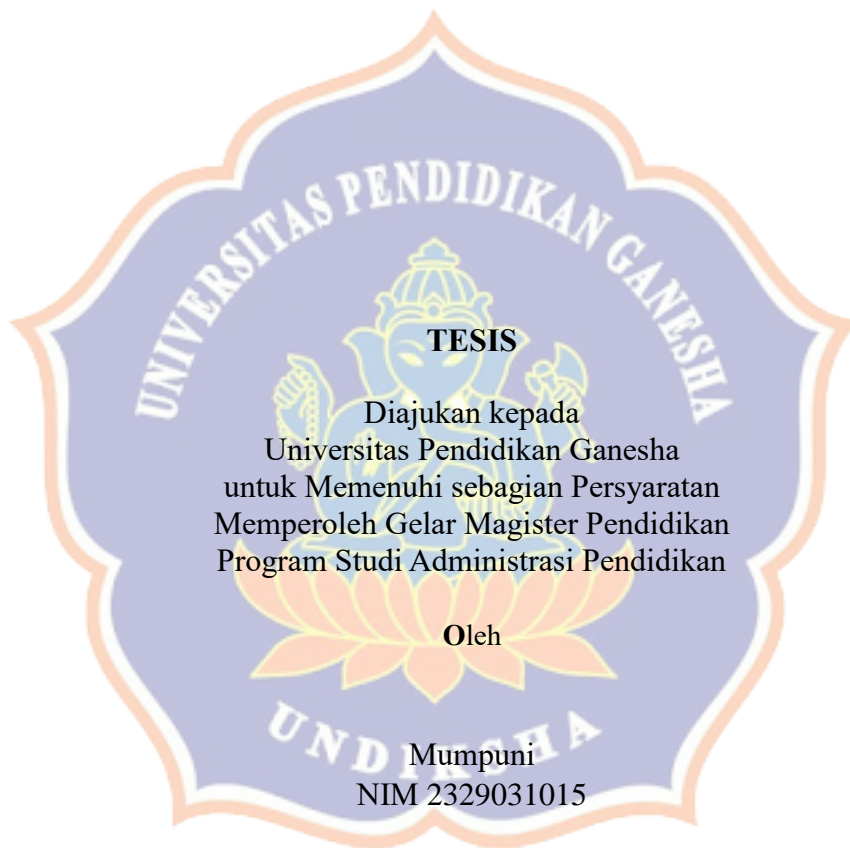 UNIVERSITAS PENDIDIKAN GANESHA
TESIS
Diajukan kepada
Universitas Pendidikan Ganesha
untuk Memenuhi sebagian Persyaratan
Memperoleh Gelar Magister Pendidikan
Program Studi Administrasi Pendidikan
Oleh
UNDIKSHA
Mumpuni
NIM 2329031015